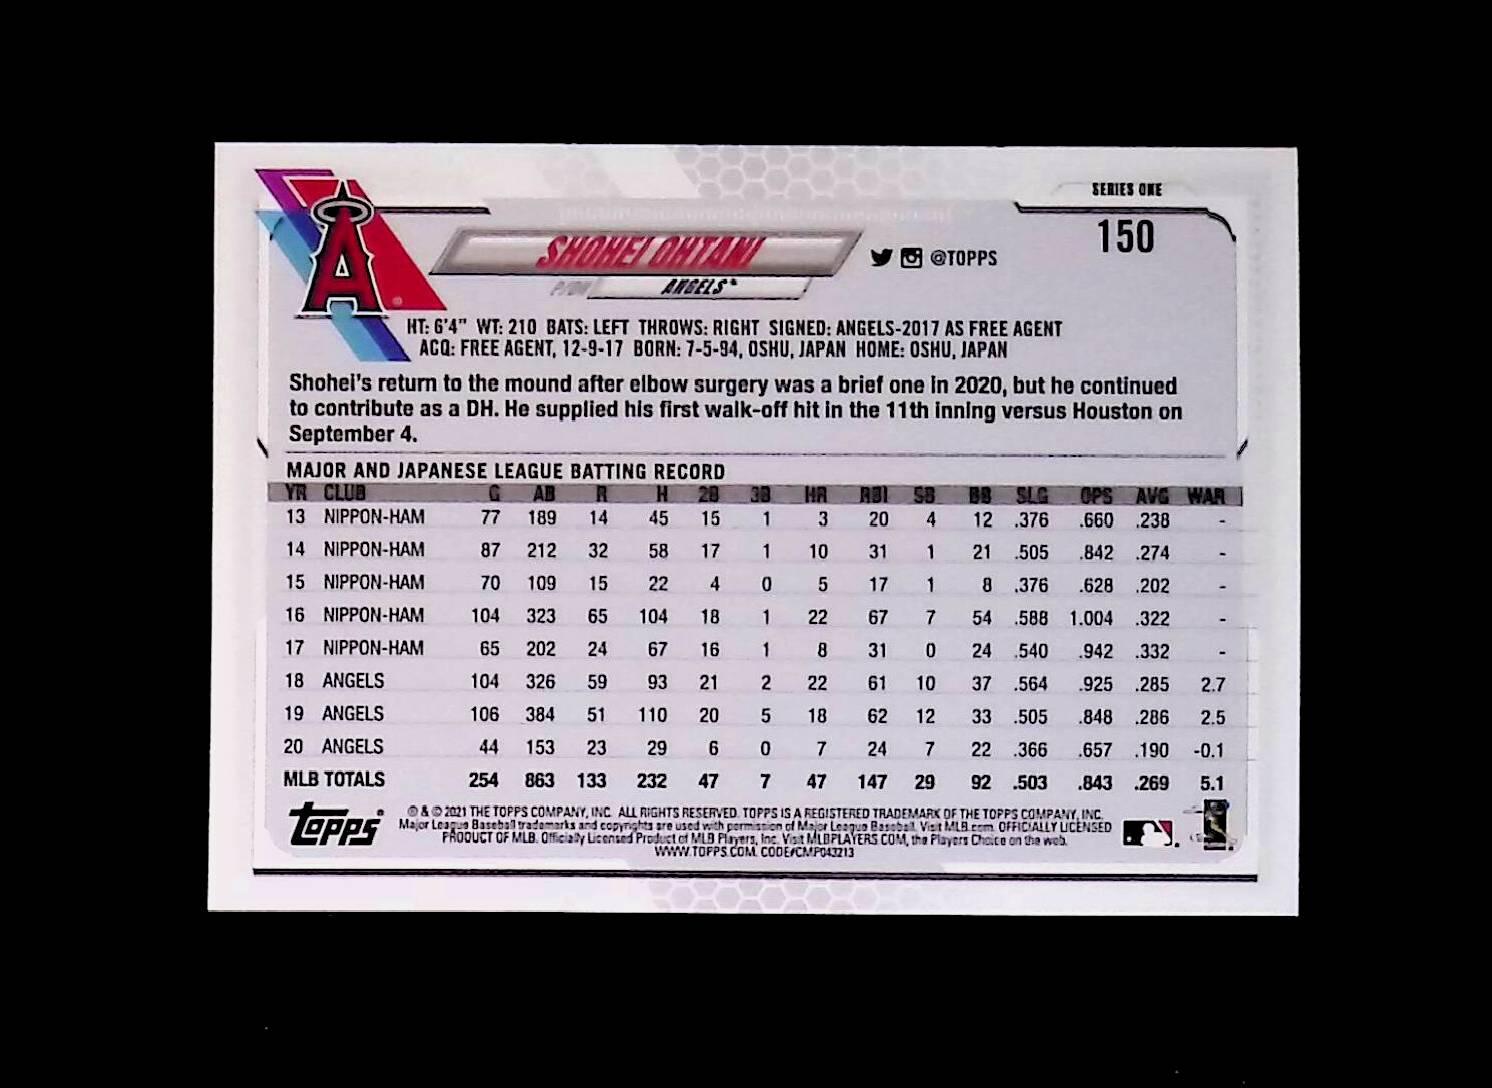 SERIES ONE
150
A
SHOHEI OHTANI
@TOPPS
P/DH ANGELS
HT: 6'4" WT: 210 BATS: LEFT THROWS: RIGHT SIGNED: ANGELS-2017 AS FREE AGENT
ACQ: FREE AGENT, 12-9-17 BORN: 7-5-94, OSHU, JAPAN HOME: OSHU, JAPAN
Shohei's return to the mound after elbow surgery was a brief one in 2020, but he continued
to contribute as a DH. He supplied his first walk-off hit in the 11th inning versus Houston on
September 4.
MAJOR AND JAPANESE LEAGUE BATTING RECORD
YR CLUB G AB R H 2B 3B HR RBI SB BB SLG OPS AVG WAR
13 NIPPON-HAM 77 189 14 45 15 1 3 20 4 12 .376 .660 .238 -
14 NIPPON-HAM 87 212 32 58 17 1 10 31 1 21 .505 .842 .274 -
15 NIPPON-HAM 70 109 15 22 4 0 5 17 1 8 .376 .628 .202 -
16 NIPPON-HAM 104 323 65 104 18 1 22 67 7 54 .588 1.004 .322 -
17 NIPPON-HAM 65 202 24 67 16 1 8 31 0 24 .540 .942 .332 -
18 ANGELS 104 326 59 93 21 2 22 61 10 37 .564 .925 .285 2.7
19 ANGELS 106 384 51 110 20 5 18 62 12 33 .505 .848 .286 2.5
20 ANGELS 44 153 23 29 6 0 7 24 7 22 .366 .657 .190 -0.1
MLB TOTALS 254 863 133 232 47 7 47 147 29 92 .503 .843 .269 5.1
Topps®
® & © 2021 THE TOPPS COMPANY, INC. ALL RIGHTS RESERVED. TOPPS IS A REGISTERED TRADEMARK OF THE TOPPS COMPANY, INC.
Major League Baseball trademarks and copyrights are used with permission of Major League Baseball. Visit MLB.com. OFFICIALLY LICENSED
PRODUCT OF MLB. Officially Licensed Product of MLB Players, Inc. Visit MLBPLAYERS.COM, the Players Choice on the web.
WWW.TOPPS.COM. CODE#CMP043213